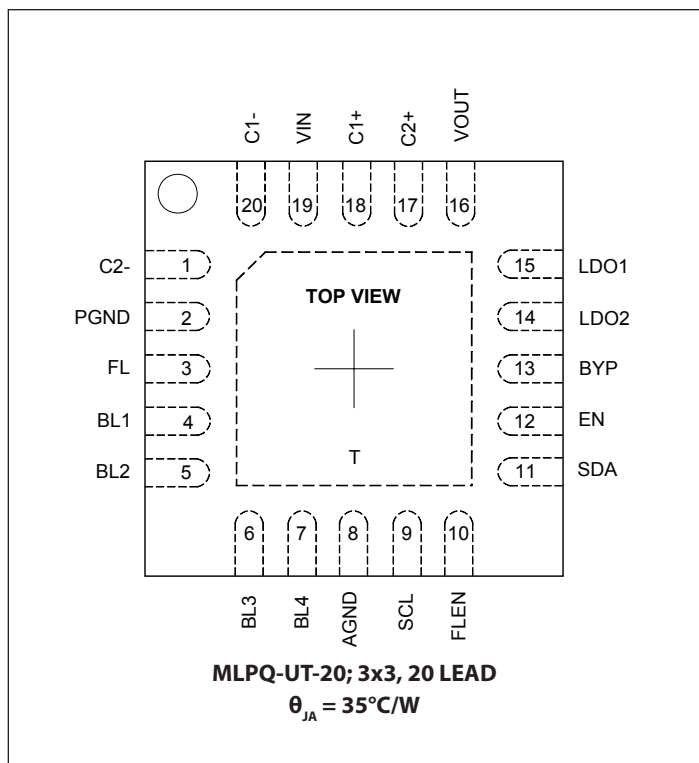 C1-
VIN
C1+
C2+
VOUT
20
19
18
17
16
C2-
1
15
LDO1
PGND
2
TOP VIEW
14
LDO2
FL
3
13
BYP
BL1
4
12
EN
BL2
5
T
11
SDA
6
7
8
9
10
BL3
BL4
AGND
SCL
FLEN
MLPQ-UT-20; 3x3, 20 LEAD
θJA = 35°C/W